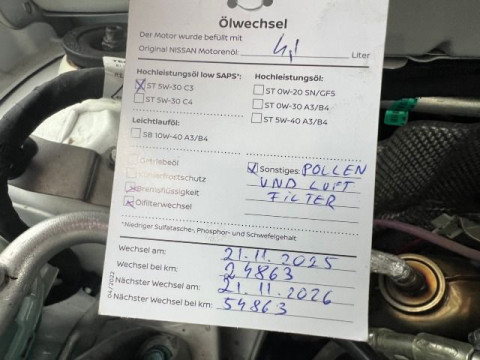 Ölwechsel
Der Motor wurde befüllt mit
Original NISSAN Motorenöl: 4,1 Liter
Hochleistungsöl low SAPS*:
ST 5W-30 C3
ST 5W-30 C4
Hochleistungsöl:
ST 0W-20 SN/GF5
ST 0W-30 A3/B4
ST 5W-40 A3/B4
Leichtlauföl:
SB 10W-40 A3/B4
Getriebeöl
Kühlerfrostschutz
Bremsflüssigkeit
Ölfilterwechsel
Sonstiges: POLLEN
UND LUFT
FILTER
*Niedriger Sulfatasche-, Phosphor- und Schwefelgehalt
Wechsel am: 21.11.2025
Wechsel bei km: 24863
Nächster Wechsel am: 21.11.2026
Nächster Wechsel bei km: 54863
04/2022